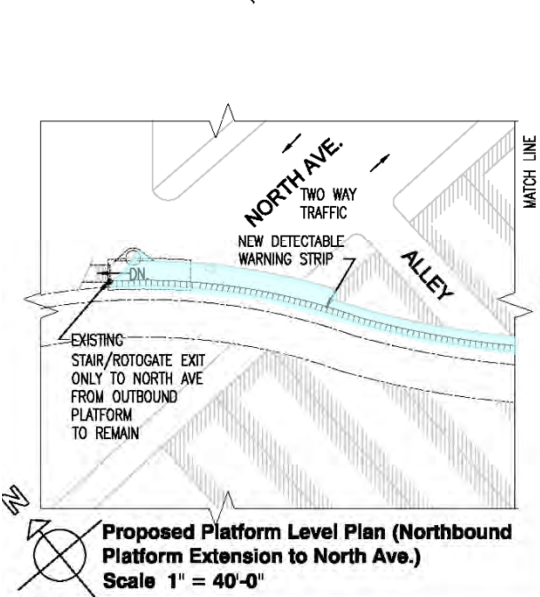 NORTH AVE.
TWO WAY
TRAFFIC
MATCH LINE
NEW DETECTABLE
WARNING STRIP
ALLEY
DN.
EXISTING
STAIR/ROTOGATE EXIT
ONLY TO NORTH AVE
FROM OUTBOUND
PLATFORM
TO REMAIN
N
Proposed Platform Level Plan (Northbound
Platform Extension to North Ave.)
Scale 1" = 40'-0"